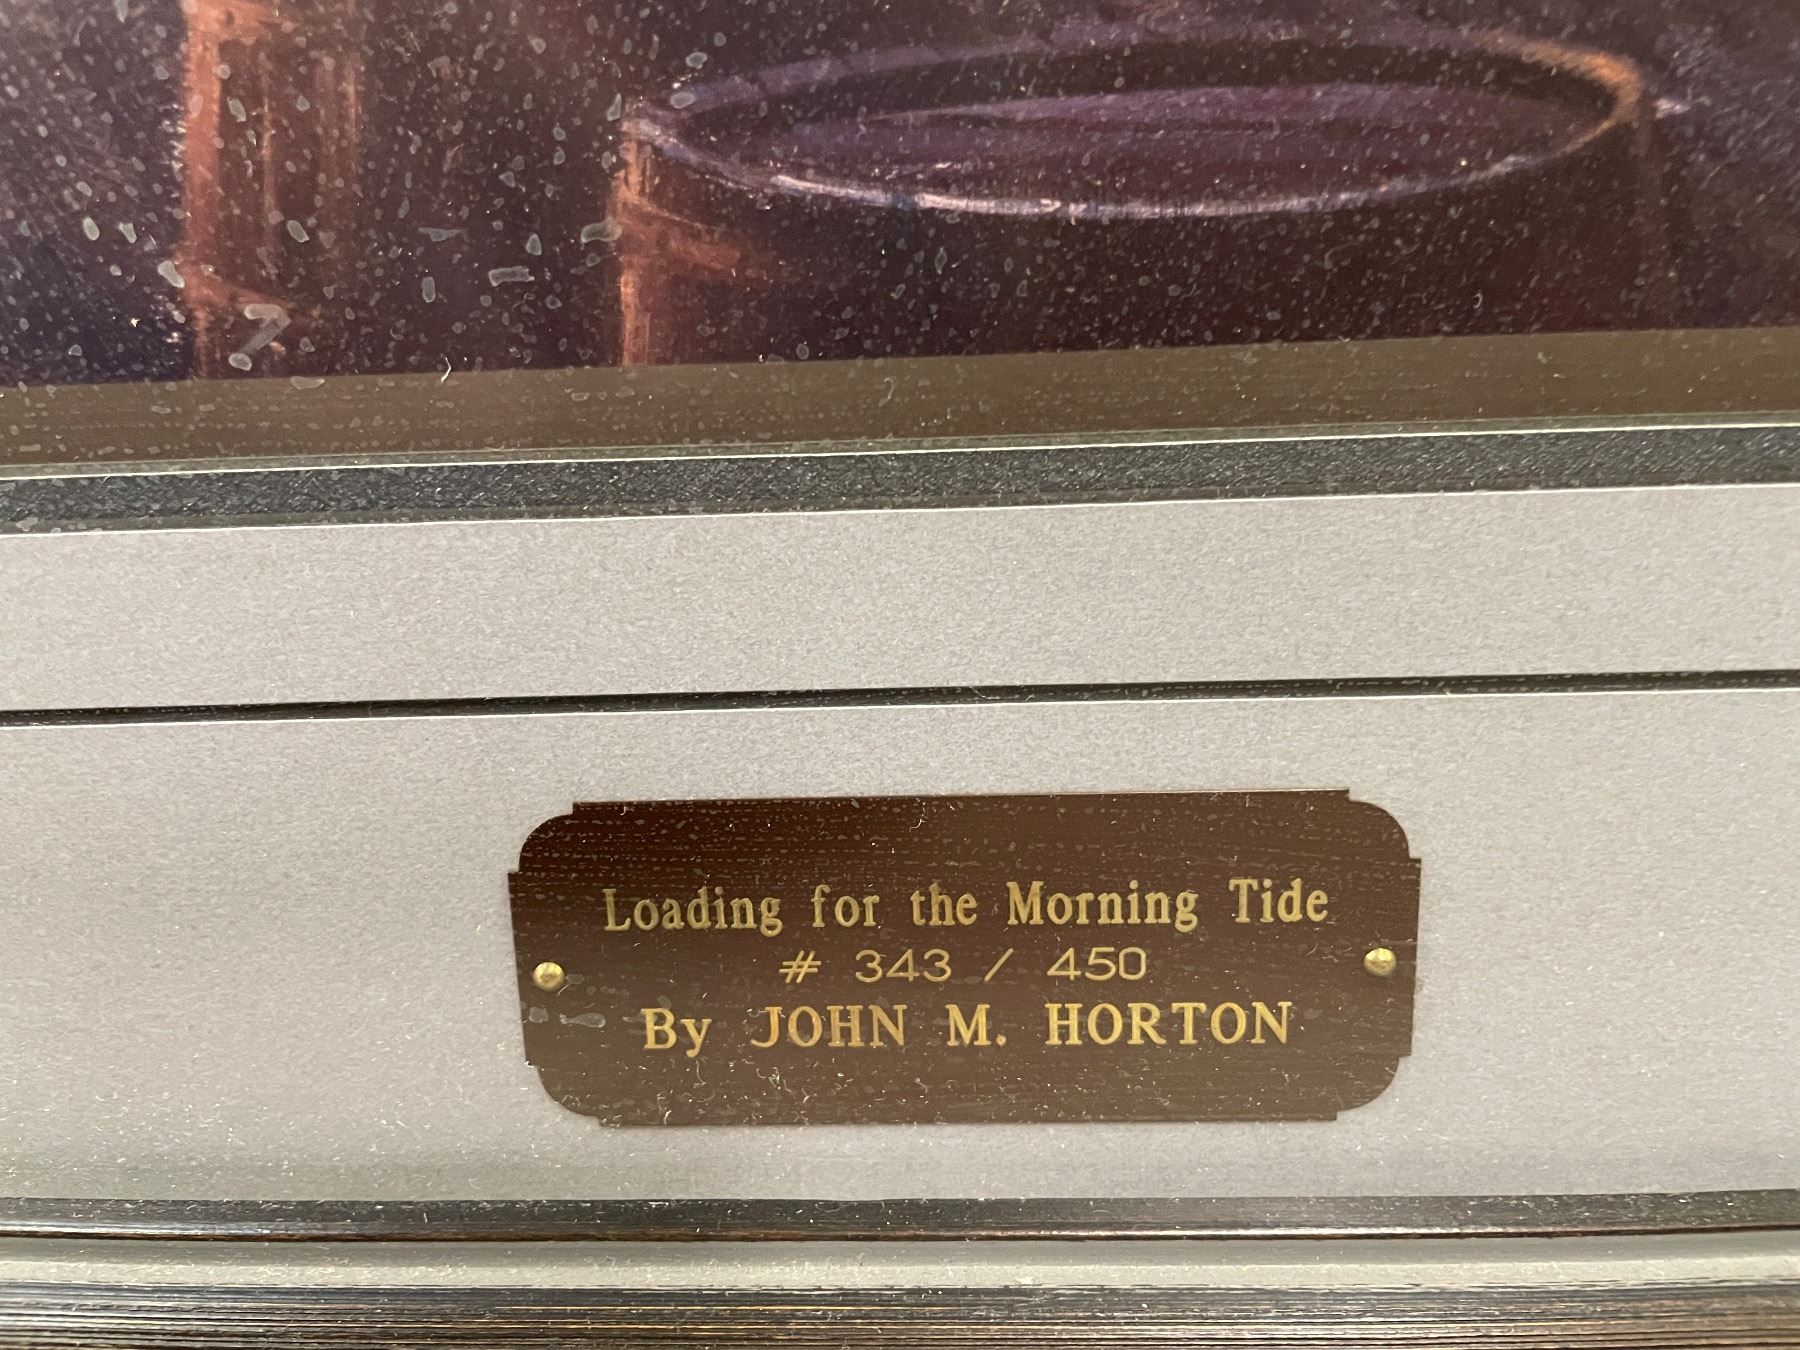 Loading for the Morning Tide
# 343 / 450
By JOHN M. HORTON